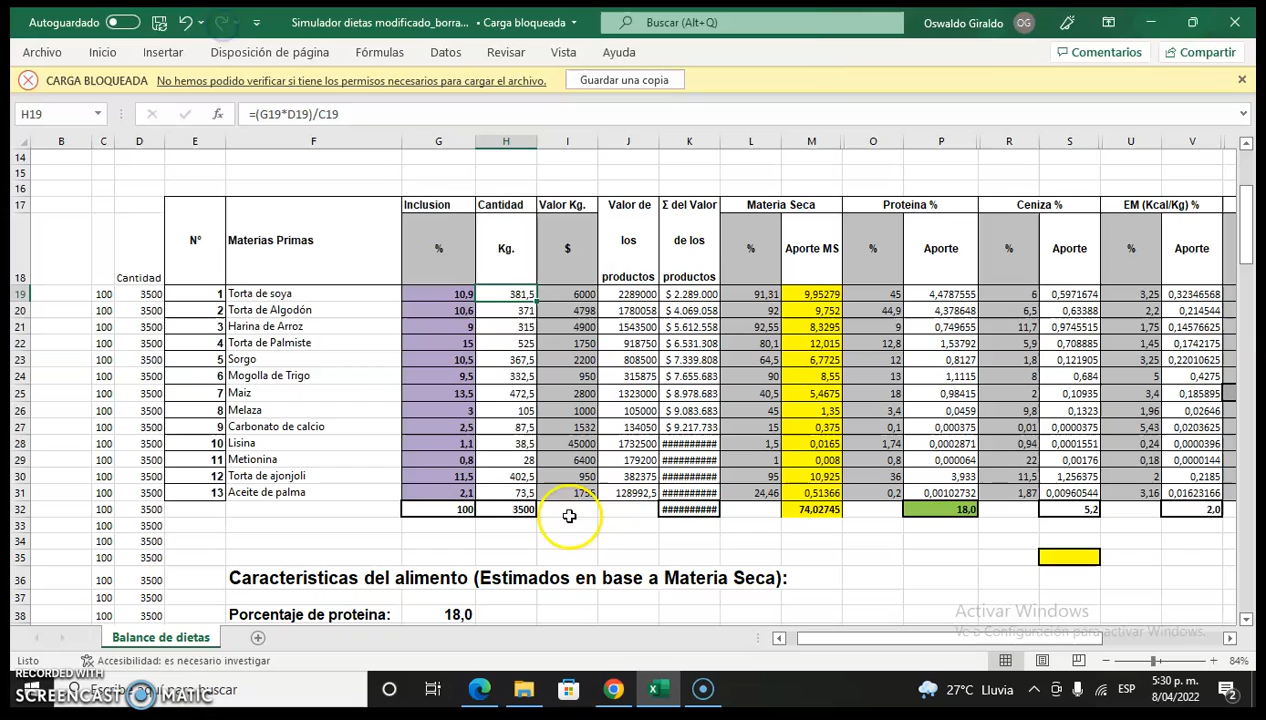 Autoguardado Simulador dietas modificado_borra... • Carga bloqueada Buscar (Alt+Q) Oswaldo Giraldo OG
Archivo Inicio Insertar Disposición de página Fórmulas Datos Revisar Vista Ayuda Comentarios Compartir
CARGA BLOQUEADA No hemos podido verificar si tiene los permisos necesarios para cargar el archivo. Guardar una copia
H19 fx =(G19*D19)/C19
B C D E F G H I J K L M O P R S U V
14
15
16
17 Inclusion Cantidad Valor Kg. Valor de Σ del Valor Materia Seca Proteina % Ceniza % EM (Kcal/Kg) %
N° Materias Primas % Kg. $ los de los % Aporte MS % Aporte % Aporte % Aporte
18 Cantidad productos productos
19 100 3500 1 Torta de soya 10,9 381,5 6000 2289000 $ 2.289.000 91,31 9,95279 45 4,4787555 6 0,5971674 3,25 0,32346568
20 100 3500 2 Torta de Algodón 10,6 371 4798 1780058 $ 4.069.058 92 9,752 44,9 4,378648 6,5 0,63388 2,2 0,214544
21 100 3500 3 Harina de Arroz 9 315 4900 1543500 $ 5.612.558 92,55 8,3295 9 0,749655 11,7 0,9745515 1,75 0,14576625
22 100 3500 4 Torta de Palmiste 15 525 1750 918750 $ 6.531.308 80,1 12,015 12,8 1,53792 5,9 0,708885 1,45 0,1742175
23 100 3500 5 Sorgo 10,5 367,5 2200 808500 $ 7.339.808 64,5 6,7725 12 0,8127 1,8 0,121905 3,25 0,22010625
24 100 3500 6 Mogolla de Trigo 9,5 332,5 950 315875 $ 7.655.683 90 8,55 13 1,1115 8 0,684 5 0,4275
25 100 3500 7 Maiz 13,5 472,5 2800 1323000 $ 8.978.683 40,5 5,4675 18 0,98415 2 0,10935 3,4 0,185895
26 100 3500 8 Melaza 3 105 1000 105000 $ 9.083.683 45 1,35 3,4 0,0459 9,8 0,1323 1,96 0,02646
27 100 3500 9 Carbonato de calcio 2,5 87,5 1532 134050 $ 9.217.733 15 0,375 0,1 0,000375 0,01 0,0000375 5,43 0,0203625
28 100 3500 10 Lisina 1,1 38,5 45000 1732500 ########## 1,5 0,0165 1,74 0,0002871 0,94 0,0001551 0,24 0,0000396
29 100 3500 11 Metionina 0,8 28 6400 179200 ########## 1 0,008 0,8 0,000064 22 0,00176 0,18 0,0000144
30 100 3500 12 Torta de ajonjoli 11,5 402,5 950 382375 ########## 95 10,925 36 3,933 11,5 1,256375 2 0,2185
31 100 3500 13 Aceite de palma 2,1 73,5 1755 128992,5 ########## 24,46 0,51366 0,2 0,00102732 1,87 0,00960544 3,16 0,01623166
32 100 3500 100 3500 ########## 74,02745 18,0 5,2 2,0
33 100 3500
34 100 3500
35 100 3500
36 100 3500 Caracteristicas del alimento (Estimados en base a Materia Seca):
37 100 3500
38 100 3500 Porcentaje de proteina: 18,0
Activar Windows
Ve a Configuración para activar Windows.
Balance de dietas
Listo Accesibilidad: es necesario investigar 84%
RECORDED WITH
SCREENCAST MATIC
quí para buscar 27°C Lluvia ESP 5:30 p. m.
8/04/2022 2